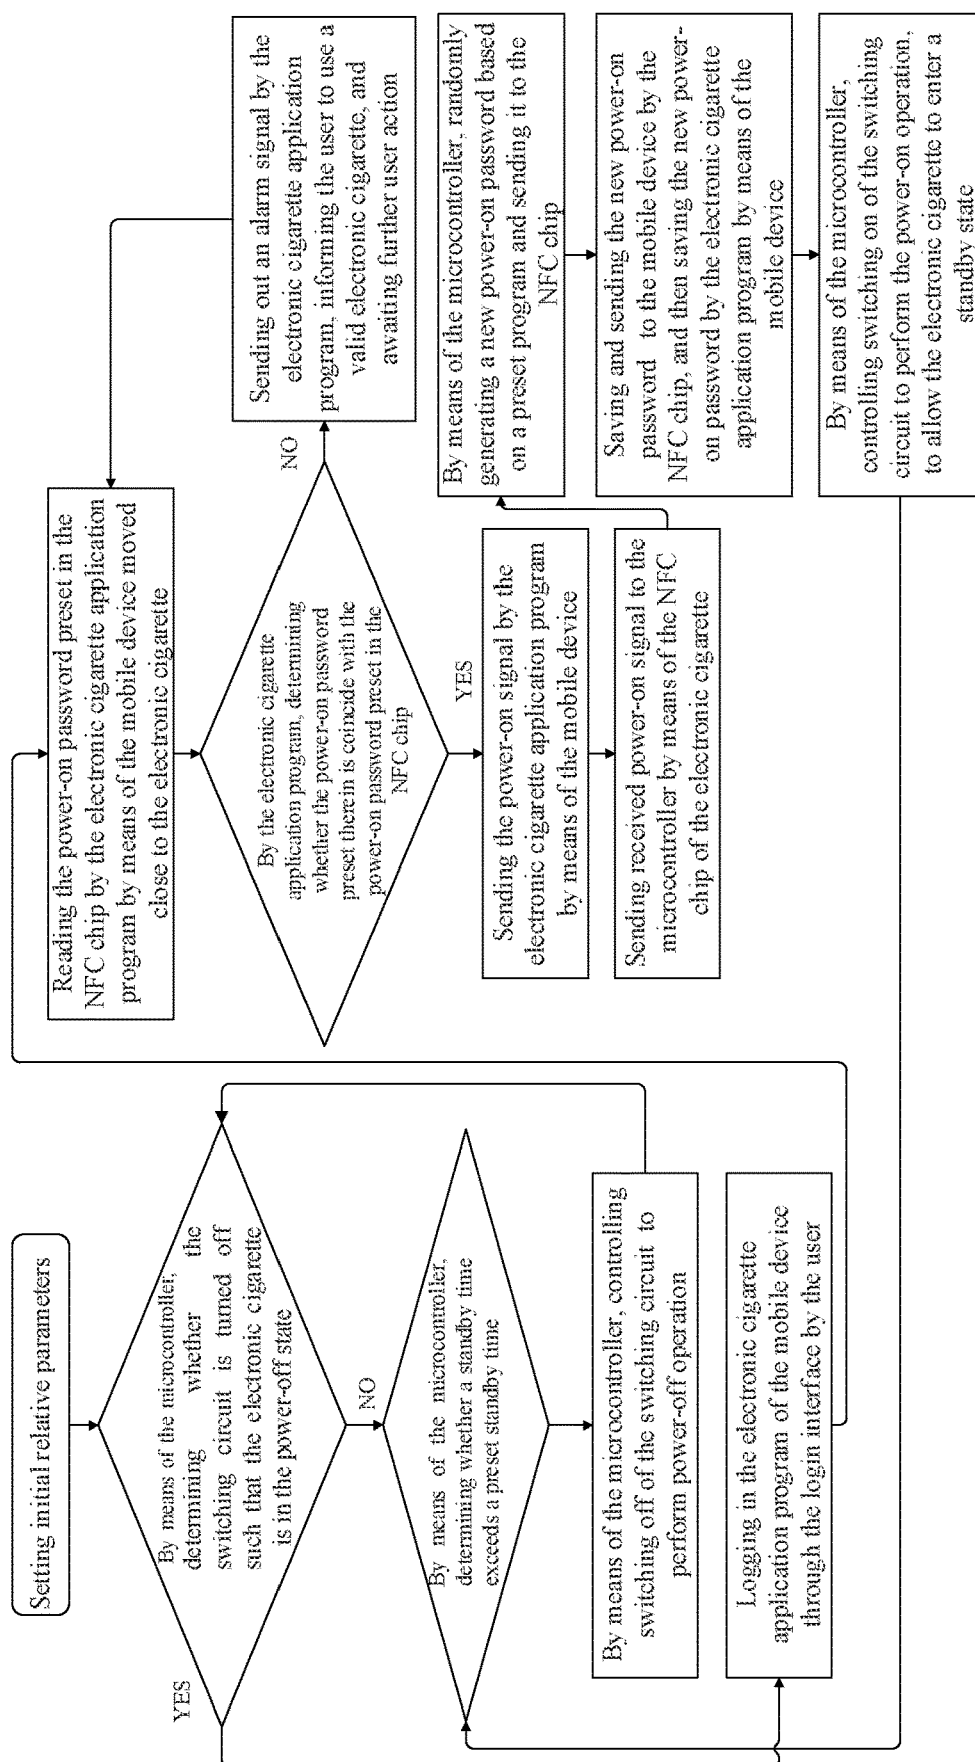 Setting initial relative parameters
By means of the microcontroller,
determining whether the
switching circuit is turned off
such that the electronic cigarette
is in the power-off state
YES
NO
By means of the microcontroller,
determining whether a standby time
exceeds a preset standby time
By means of the microcontroller, controlling
switching off of the switching circuit to
perform power-off operation
Logging in the electronic cigarette
application program of the mobile device
through the login interface by the user
Reading the power-on password preset in the
NFC chip by the electronic cigarette application
program by means of the mobile device moved
close to the electronic cigarette
By the electronic cigarette
application program, determining
whether the power-on password
preset therein is coincide with the
power-on password preset in the
NFC chip
NO
YES
Sending out an alarm signal by the
electronic cigarette application
program, informing the user to use a
valid electronic cigarette, and
awaiting further user action
Sending the power-on signal by the
electronic cigarette application program
by means of the mobile device
Sending received power-on signal to the
microcontroller by means of the NFC
chip of the electronic cigarette
By means of the microcontroller, randomly
generating a new power-on password based
on a preset program and sending it to the
NFC chip
Saving and sending the new power-on
password to the mobile device by the
NFC chip, and then saving the new power-
on password by the electronic cigarette
application program by means of the
mobile device
By means of the microcontroller,
controlling switching on of the switching
circuit to perform the power-on operation,
to allow the electronic cigarette to enter a
standby state